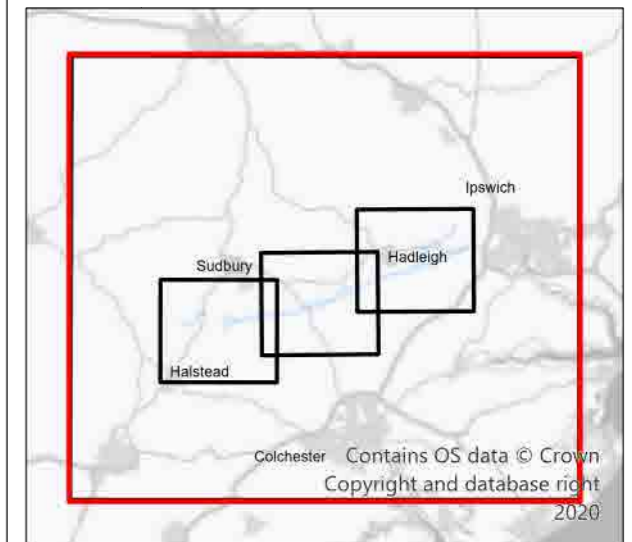 Ipswich
Hadleigh
Sudbury
Halstead
Colchester
Contains OS data © Crown
Copyright and database right
2020